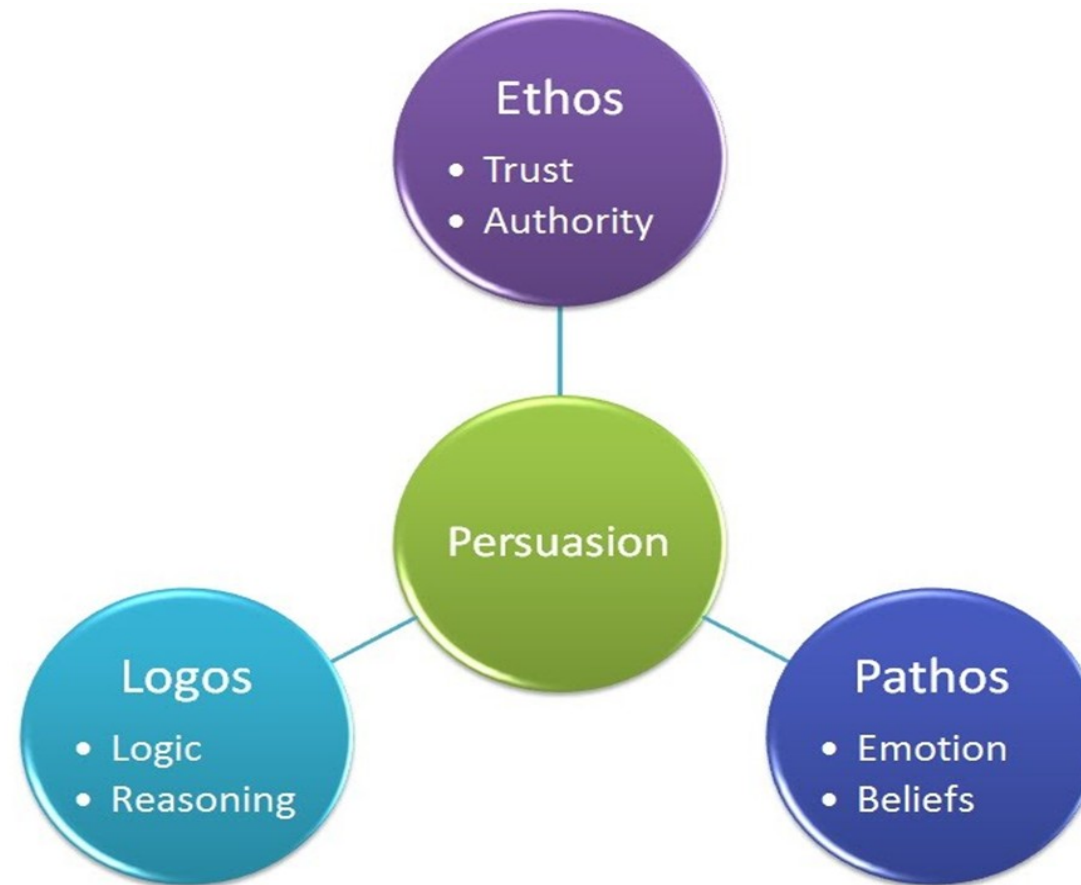 Ethos
• Trust
• Authority
Persuasion
Logos
• Logic
• Reasoning
Pathos
• Emotion
• Beliefs